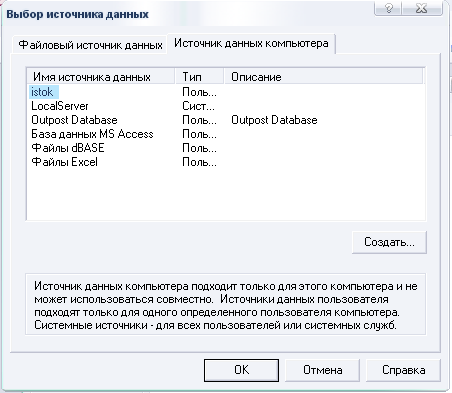 Выбор источника данных
Файловый источник данных Источник данных компьютера
Имя источника данных Тип Описание
istok Поль...
LocalServer Сист...
Outpost Database Поль... Outpost Database
База данных MS Access Поль...
Файлы dBASE Поль...
Файлы Excel Поль...
Создать...
Источник данных компьютера подходит только для этого компьютера и не
может использоваться совместно. Источники данных пользователя
подходят только для одного определенного пользователя компьютера.
Системные источники - для всех пользователей или системных служб.
OK Отмена Справка